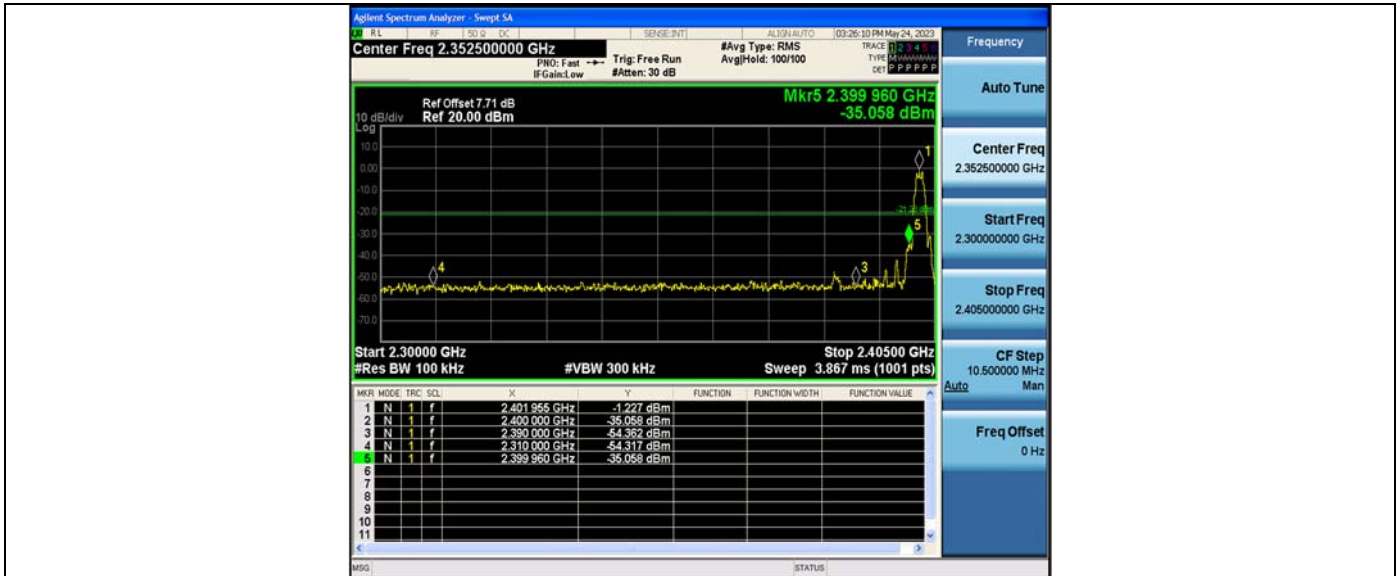 Agilent Spectrum Analyzer - Swept SA
RL RF 50 Ω DC SENSE:INT ALIGN AUTO 03:26:10 PM May 24, 2023
Center Freq 2.352500000 GHz
PNO: Fast
IFGain:Low
Trig: Free Run
#Atten: 30 dB
#Avg Type: RMS
Avg|Hold: 100/100
TRACE 1 2 3 4 5 6
TYPE M
DET P P P P P P
Mkr5 2.399 960 GHz
-35.058 dBm
Ref Offset 7.71 dB
10 dB/div Ref 20.00 dBm
Log
10.0
0.00
-10.0
-20.0
-30.0
-40.0
-50.0
-60.0
-70.0
1
5
3
4
Start 2.30000 GHz Stop 2.40500 GHz
#Res BW 100 kHz #VBW 300 kHz Sweep 3.867 ms (1001 pts)
MKR MODE TRC SCL X Y FUNCTION FUNCTION WIDTH FUNCTION VALUE
1 N 1 f 2.401 955 GHz -1.227 dBm
2 N 1 f 2.400 000 GHz -35.058 dBm
3 N 1 f 2.390 000 GHz -54.362 dBm
4 N 1 f 2.310 000 GHz -54.317 dBm
5 N 1 f 2.399 960 GHz -35.058 dBm
6
7
8
9
10
11
MSG STATUS
Frequency
Auto Tune
Center Freq
2.352500000 GHz
Start Freq
2.300000000 GHz
Stop Freq
2.405000000 GHz
CF Step
10.500000 MHz
Auto Man
Freq Offset
0 Hz